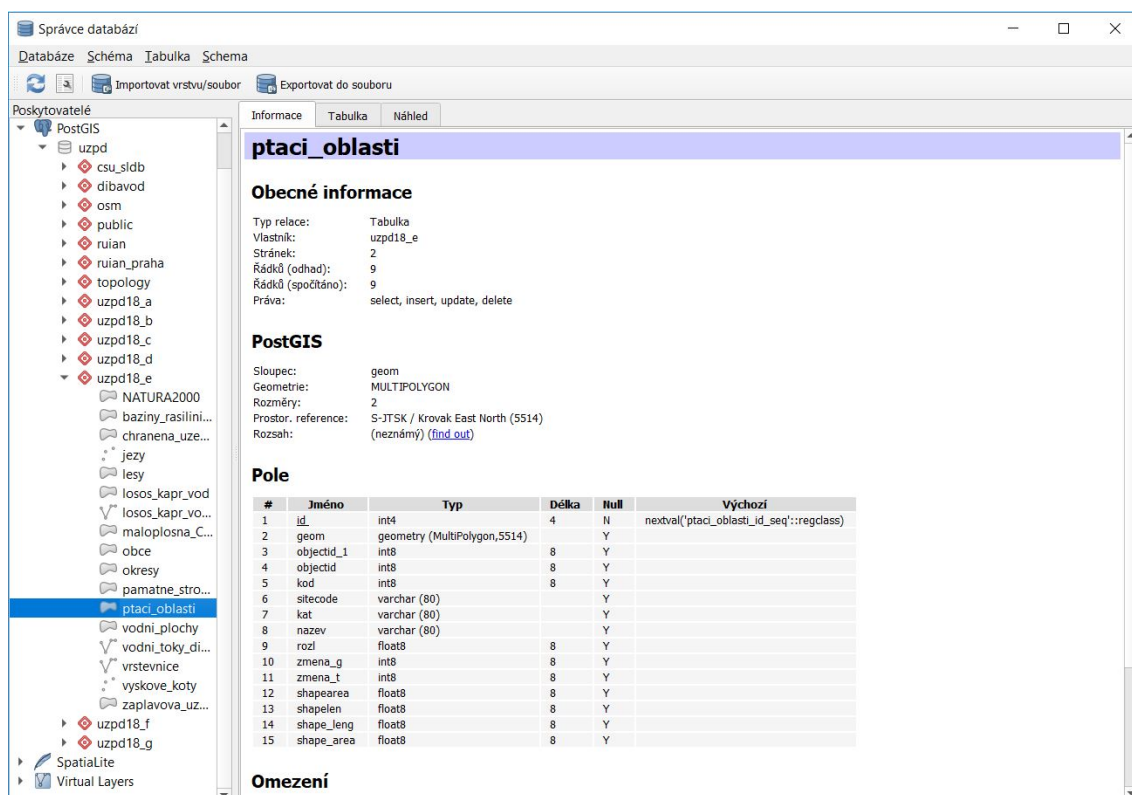 Správce databází
Databáze Schéma Tabulka Schema
Importovat vrstvu/soubor Exportovat do souboru
Poskytovatelé
PostGIS
uzpd
csu_sldb
dibavod
osm
public
ruian
ruian_praha
topology
uzpd18_a
uzpd18_b
uzpd18_c
uzpd18_d
uzpd18_e
NATURA2000
baziny_rasilini...
chranena_uze...
jezy
lesy
losos_kapr_vod
losos_kapr_vo...
maloplosna_C...
obce
okresy
pamatne_stro...
ptaci_oblasti
vodni_plochy
vodni_toky_di...
vrstevnice
vyskove_koty
zaplavova_uz...
uzpd18_f
uzpd18_g
SpatiaLite
Virtual Layers
Informace Tabulka Náhled
ptaci_oblasti
Obecné informace
Typ relace: Tabulka
Vlastník: uzpd18_e
Stránek: 2
Řádků (odhad): 9
Řádků (spočítáno): 9
Práva: select, insert, update, delete
PostGIS
Sloupec: geom
Geometrie: MULTIPOLYGON
Rozměry: 2
Prostor. reference: S-JTSK / Krovak East North (5514)
Rozsah: (neznámý) (find out)
Pole
# Jméno Typ Délka Null Výchozí
1 id int4 4 N nextval('ptaci_oblasti_id_seq'::regclass)
2 geom geometry (MultiPolygon,5514) Y
3 objectid_1 int8 8 Y
4 objectid int8 8 Y
5 kod int8 8 Y
6 sitecode varchar (80) Y
7 kat varchar (80) Y
8 nazev varchar (80) Y
9 rozl float8 8 Y
10 zmena_g int8 8 Y
11 zmena_t int8 8 Y
12 shapearea float8 8 Y
13 shapelen float8 8 Y
14 shape_leng float8 8 Y
15 shape_area float8 8 Y
Omezení